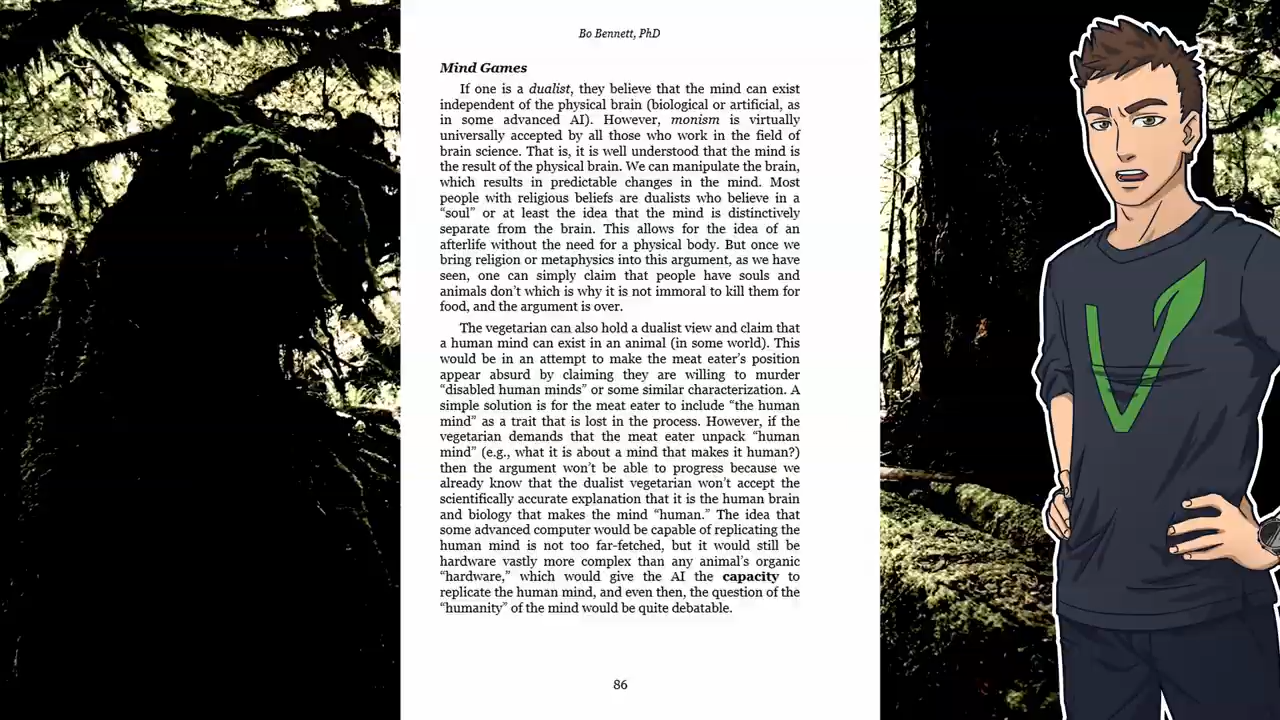 Bo Bennett, PhD
Mind Games
If one is a dualist, they believe that the mind can exist
independent of the physical brain (biological or artificial, as
in some advanced AI). However, monism is virtually
universally accepted by all those who work in the field of
brain science. That is, it is well understood that the mind is
the result of the physical brain. We can manipulate the brain,
which results in predictable changes in the mind. Most
people with religious beliefs are dualists who believe in a
“soul” or at least the idea that the mind is distinctively
separate from the brain. This allows for the idea of an
afterlife without the need for a physical body. But once we
bring religion or metaphysics into this argument, as we have
seen, one can simply claim that people have souls and
animals don’t which is why it is not immoral to kill them for
food, and the argument is over.
The vegetarian can also hold a dualist view and claim that
a human mind can exist in an animal (in some world). This
would be in an attempt to make the meat eater’s position
appear absurd by claiming they are willing to murder
“disabled human minds” or some similar characterization. A
simple solution is for the meat eater to include “the human
mind” as a trait that is lost in the process. However, if the
vegetarian demands that the meat eater unpack “human
mind” (e.g., what it is about a mind that makes it human?)
then the argument won’t be able to progress because we
already know that the dualist vegetarian won’t accept the
scientifically accurate explanation that it is the human brain
and biology that makes the mind “human.” The idea that
some advanced computer would be capable of replicating the
human mind is not too far-fetched, but it would still be
hardware vastly more complex than any animal’s organic
“hardware,” which would give the AI the capacity to
replicate the human mind, and even then, the question of the
“humanity” of the mind would be quite debatable.
86